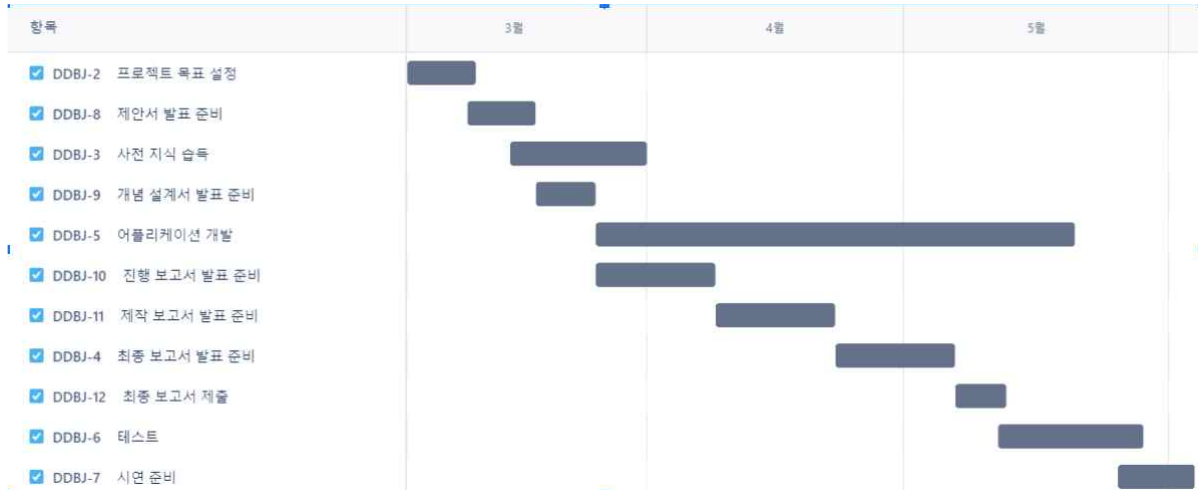 항목 3월 4월 5월
DDBJ-2 프로젝트 목표 설정
DDBJ-8 제안서 발표 준비
DDBJ-3 사전 지식 습득
DDBJ-9 개념 설계서 발표 준비
DDBJ-5 어플리케이션 개발
DDBJ-10 진행 보고서 발표 준비
DDBJ-11 제작 보고서 발표 준비
DDBJ-4 최종 보고서 발표 준비
DDBJ-12 최종 보고서 제출
DDBJ-6 테스트
DDBJ-7 시연 준비